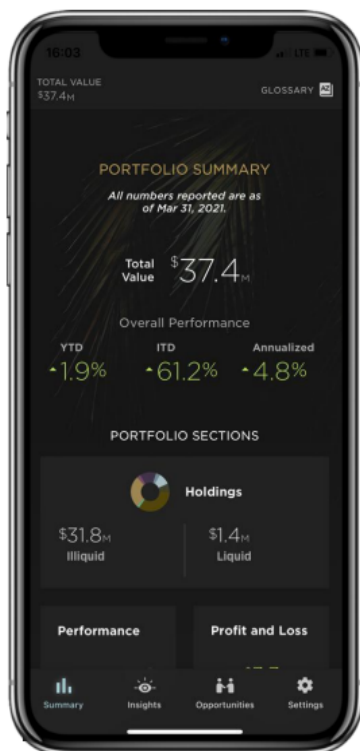 16:03
LTE
TOTAL VALUE
$37.4M
GLOSSARY AZ
PORTFOLIO SUMMARY
All numbers reported are as
of Mar 31, 2021.
Total
Value
$37.4M
Overall Performance
YTD ITD Annualized
1.9% 61.2% 4.8%
PORTFOLIO SECTIONS
Holdings
$31.8M $1.4M
Illiquid Liquid
Performance Profit and Loss
Summary Insights Opportunities Settings